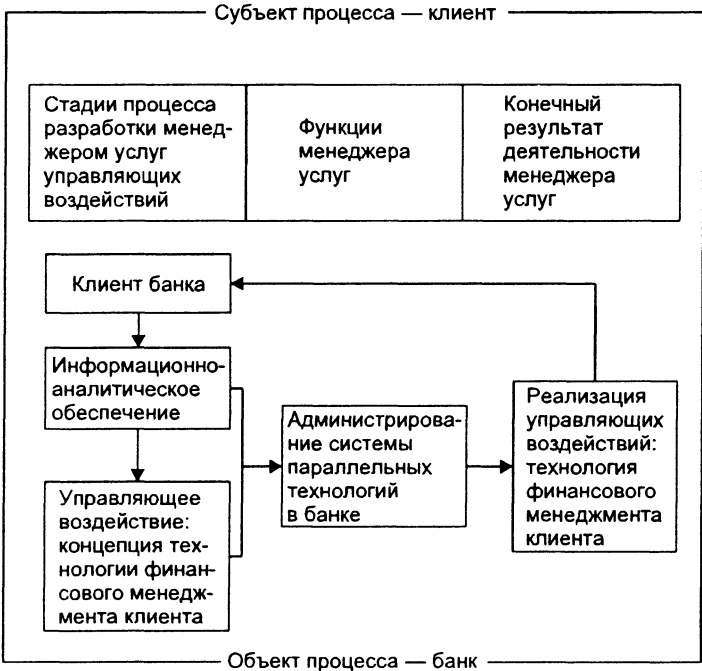 Субъект процесса — клиент
Стадии процесса
разработки менед-
жером услуг
управляющих
воздействий
Функции
менеджера
услуг
Конечный
результат
деятельности
менеджера
услуг
Клиент банка
Информационно-
аналитическое
обеспечение
Управляющее
воздействие:
концепция тех-
нологии финан-
сового менедж-
мента клиента
Администрирова-
ние системы
параллельных
технологий
в банке
Реализация
управляющих
воздействий:
технология
финансового
менеджмента
клиента
Объект процесса — банк